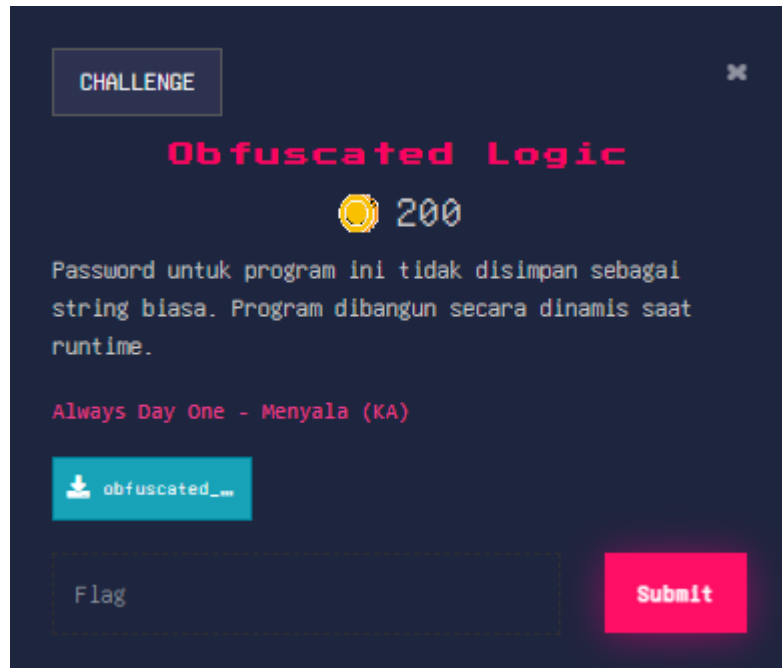 CHALLENGE
✖
Obfuscated Logic
200
Password untuk program ini tidak disimpan sebagai
string biasa. Program dibangun secara dinamis saat
runtime.
Always Day One - Menyala (KA)
obfuscated_…
Flag
Submit